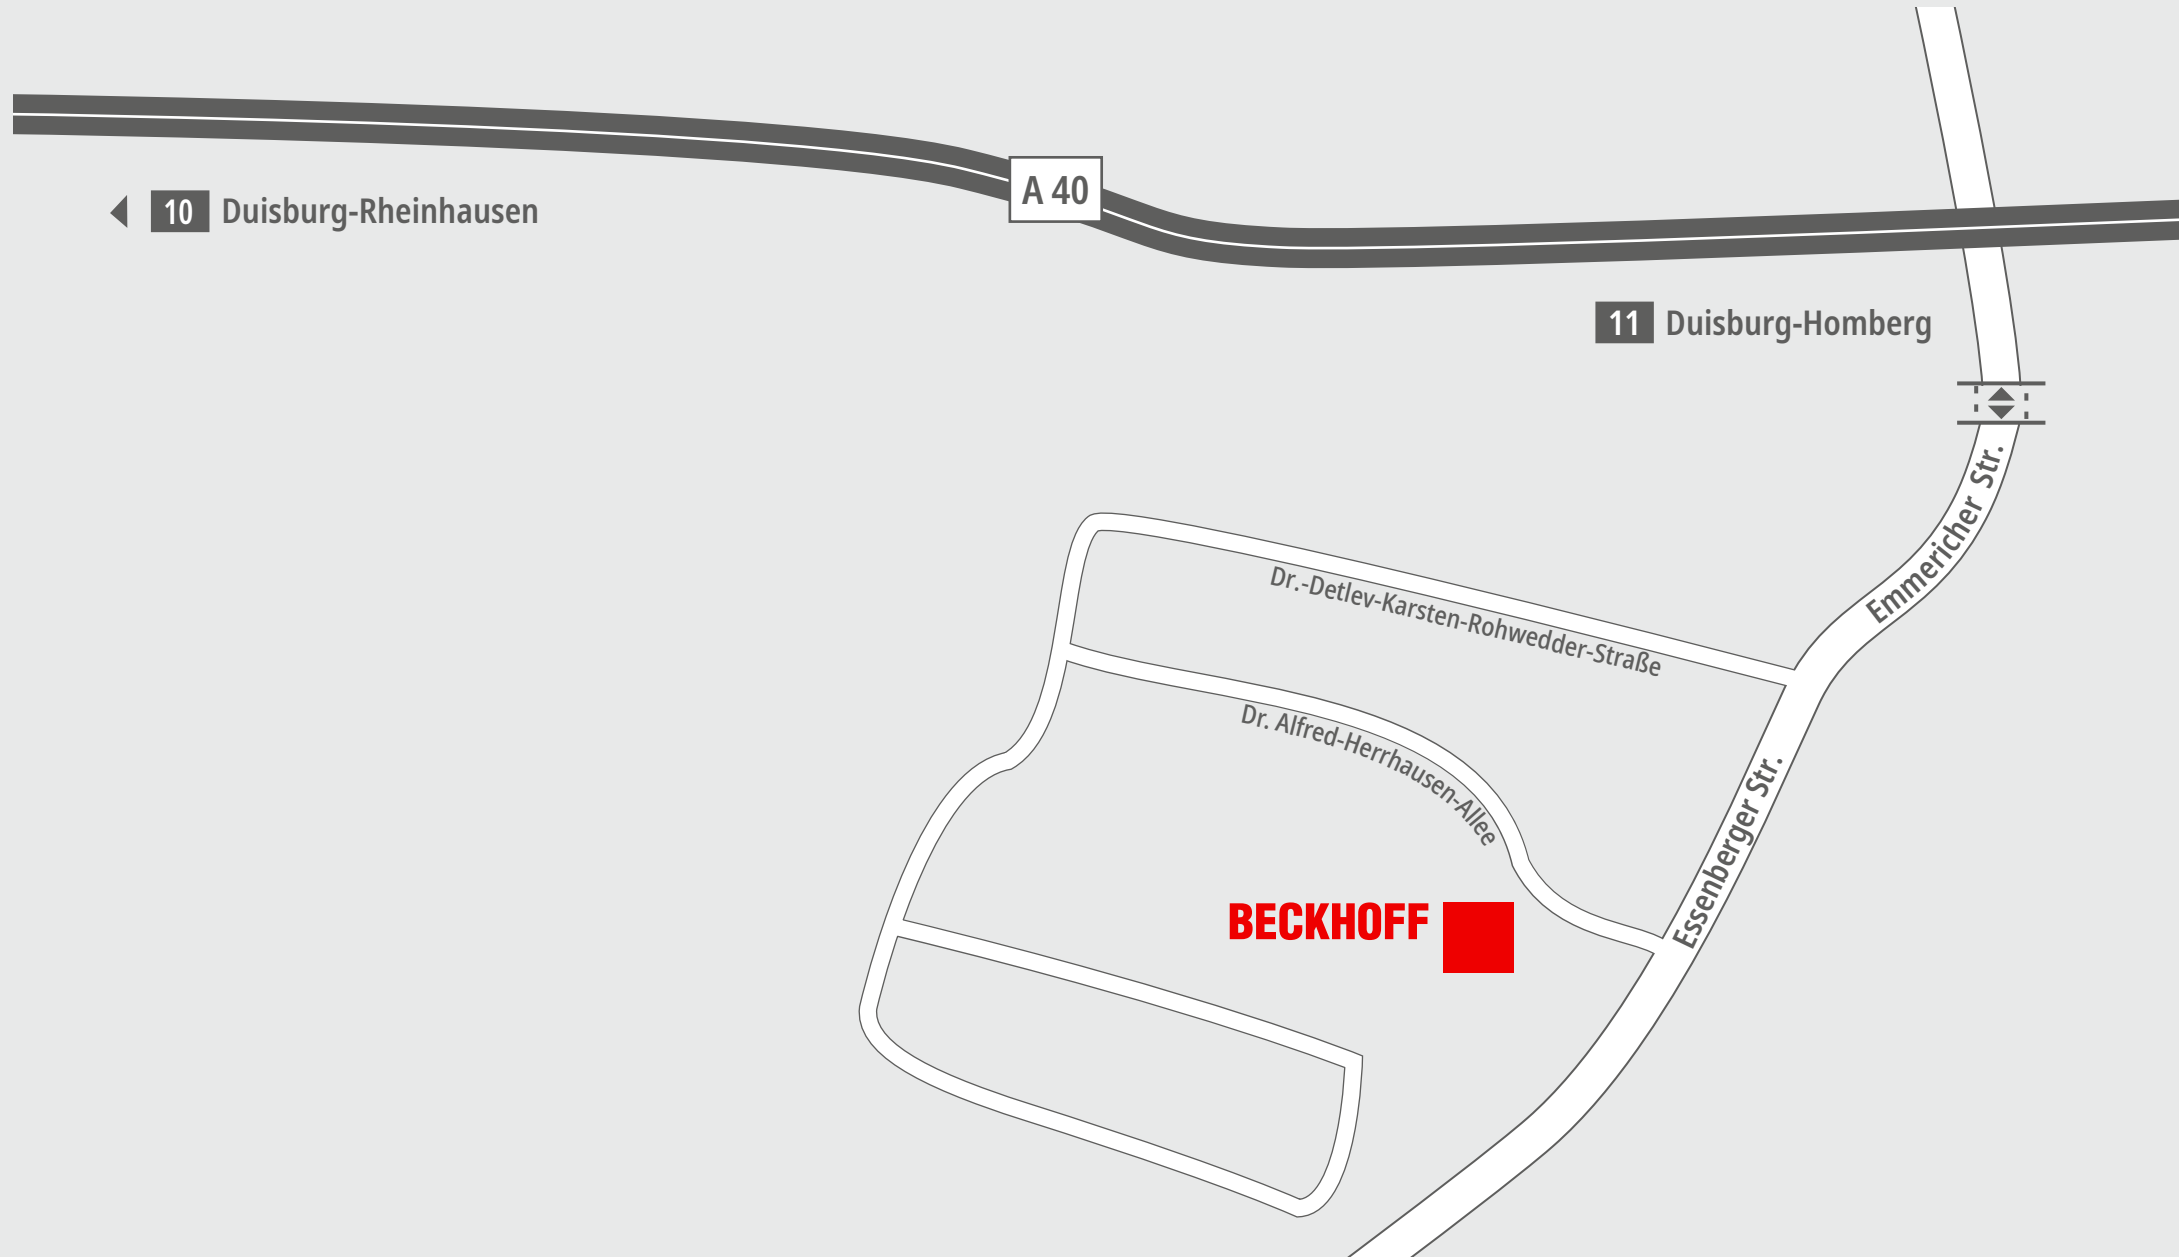 A 40
10 Duisburg-Rheinhausen
11 Duisburg-Homberg
Emmericher Str.
Dr.-Detlev-Karsten-Rohwedder-Straße
Dr. Alfred-Herrhausen-Allee
Essenberger Str.
BECKHOFF